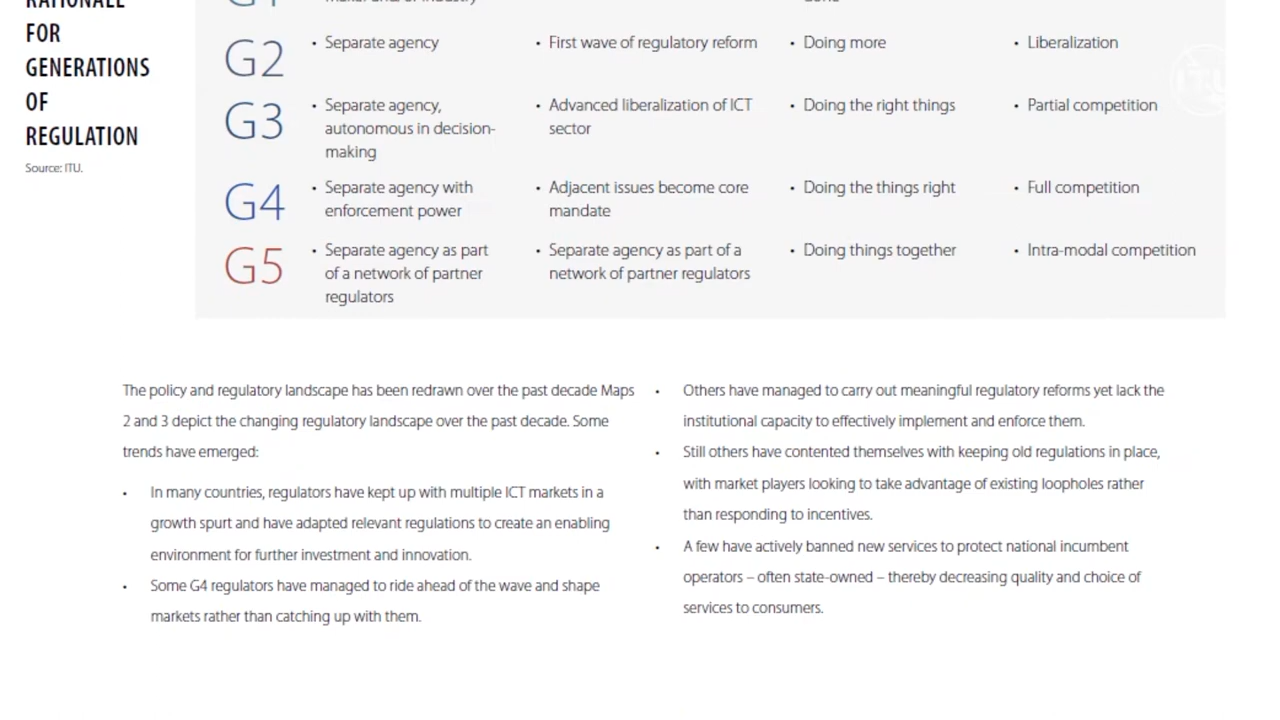 RATIONALE
FOR
GENERATIONS
OF
REGULATION
Source: ITU.
G2
• Separate agency
• First wave of regulatory reform
• Doing more
• Liberalization
G3
• Separate agency,
autonomous in decision-
making
• Advanced liberalization of ICT
sector
• Doing the right things
• Partial competition
G4
• Separate agency with
enforcement power
• Adjacent issues become core
mandate
• Doing the things right
• Full competition
G5
• Separate agency as part
of a network of partner
regulators
• Separate agency as part of a
network of partner regulators
• Doing things together
• Intra-modal competition
ITU
The policy and regulatory landscape has been redrawn over the past decade Maps
2 and 3 depict the changing regulatory landscape over the past decade. Some
trends have emerged:
• In many countries, regulators have kept up with multiple ICT markets in a
growth spurt and have adapted relevant regulations to create an enabling
environment for further investment and innovation.
• Some G4 regulators have managed to ride ahead of the wave and shape
markets rather than catching up with them.
• Others have managed to carry out meaningful regulatory reforms yet lack the
institutional capacity to effectively implement and enforce them.
• Still others have contented themselves with keeping old regulations in place,
with market players looking to take advantage of existing loopholes rather
than responding to incentives.
• A few have actively banned new services to protect national incumbent
operators – often state-owned – thereby decreasing quality and choice of
services to consumers.